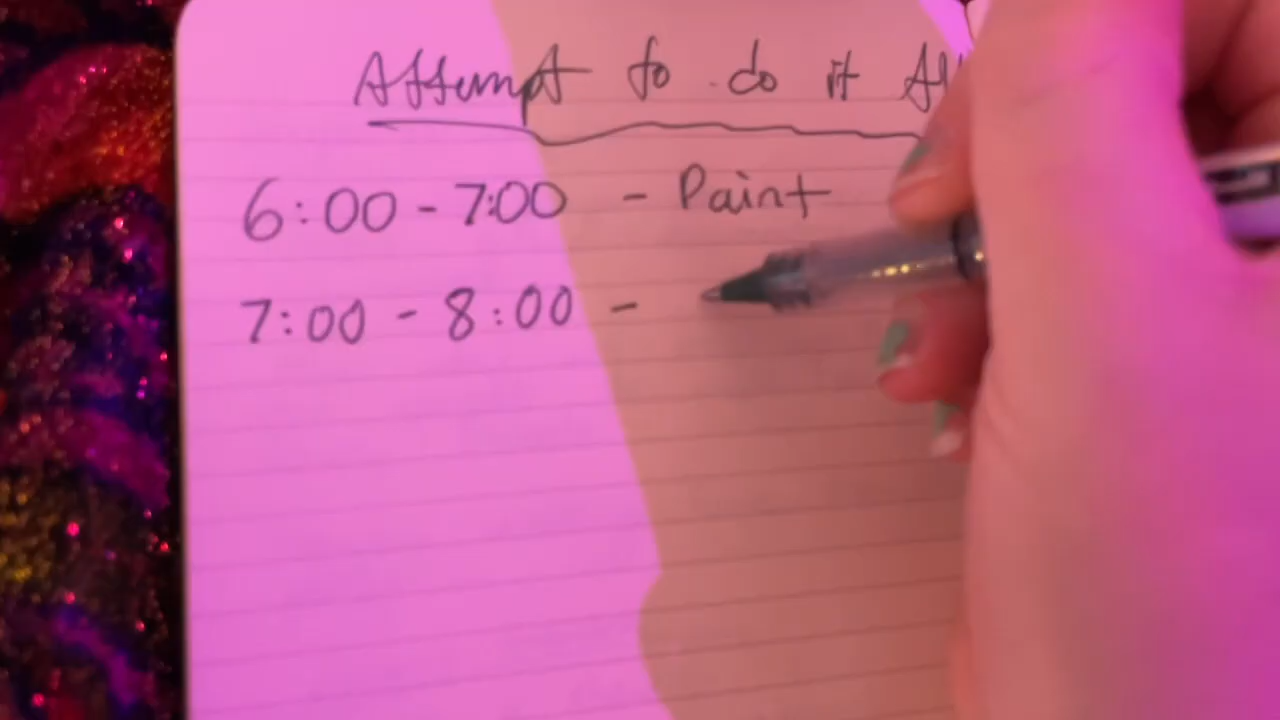 Attempt to do it
6:00 - 7:00 - Paint
7:00 - 8:00 -